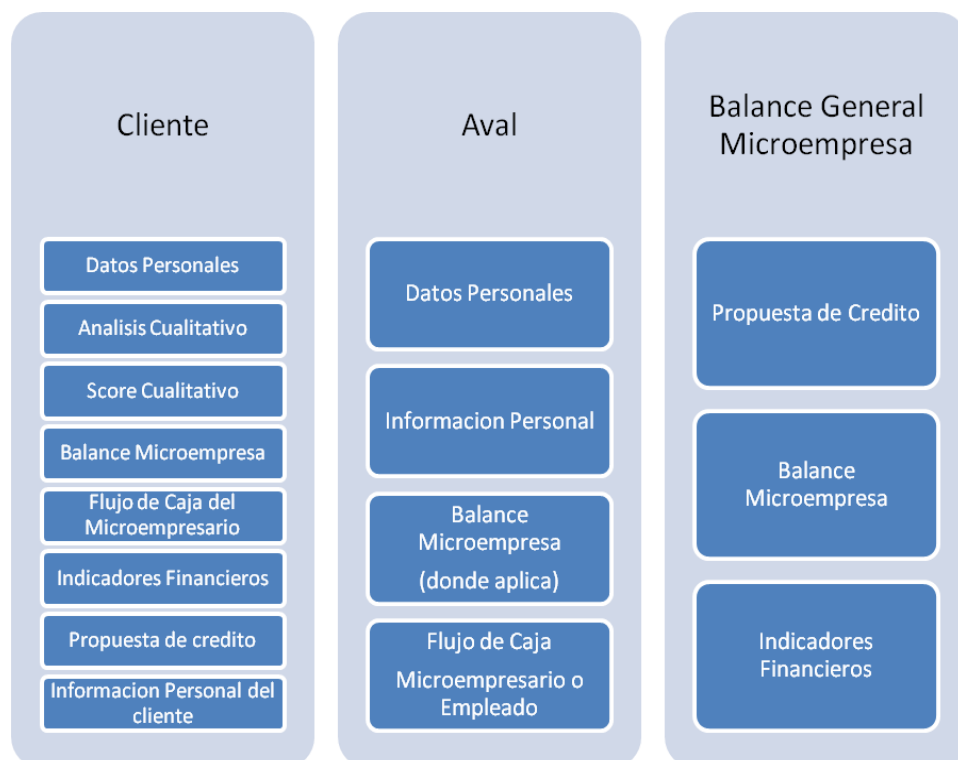 Cliente
Datos Personales
Analisis Cualitativo
Score Cualitativo
Balance Microempresa
Flujo de Caja del
Microempresario
Indicadores Financieros
Propuesta de credito
Informacion Personal del
cliente
Aval
Datos Personales
Informacion Personal
Balance
Microempresa
(donde aplica)
Flujo de Caja
Microempresario o
Empleado
Balance General
Microempresa
Propuesta de Credito
Balance
Microempresa
Indicadores
Financieros